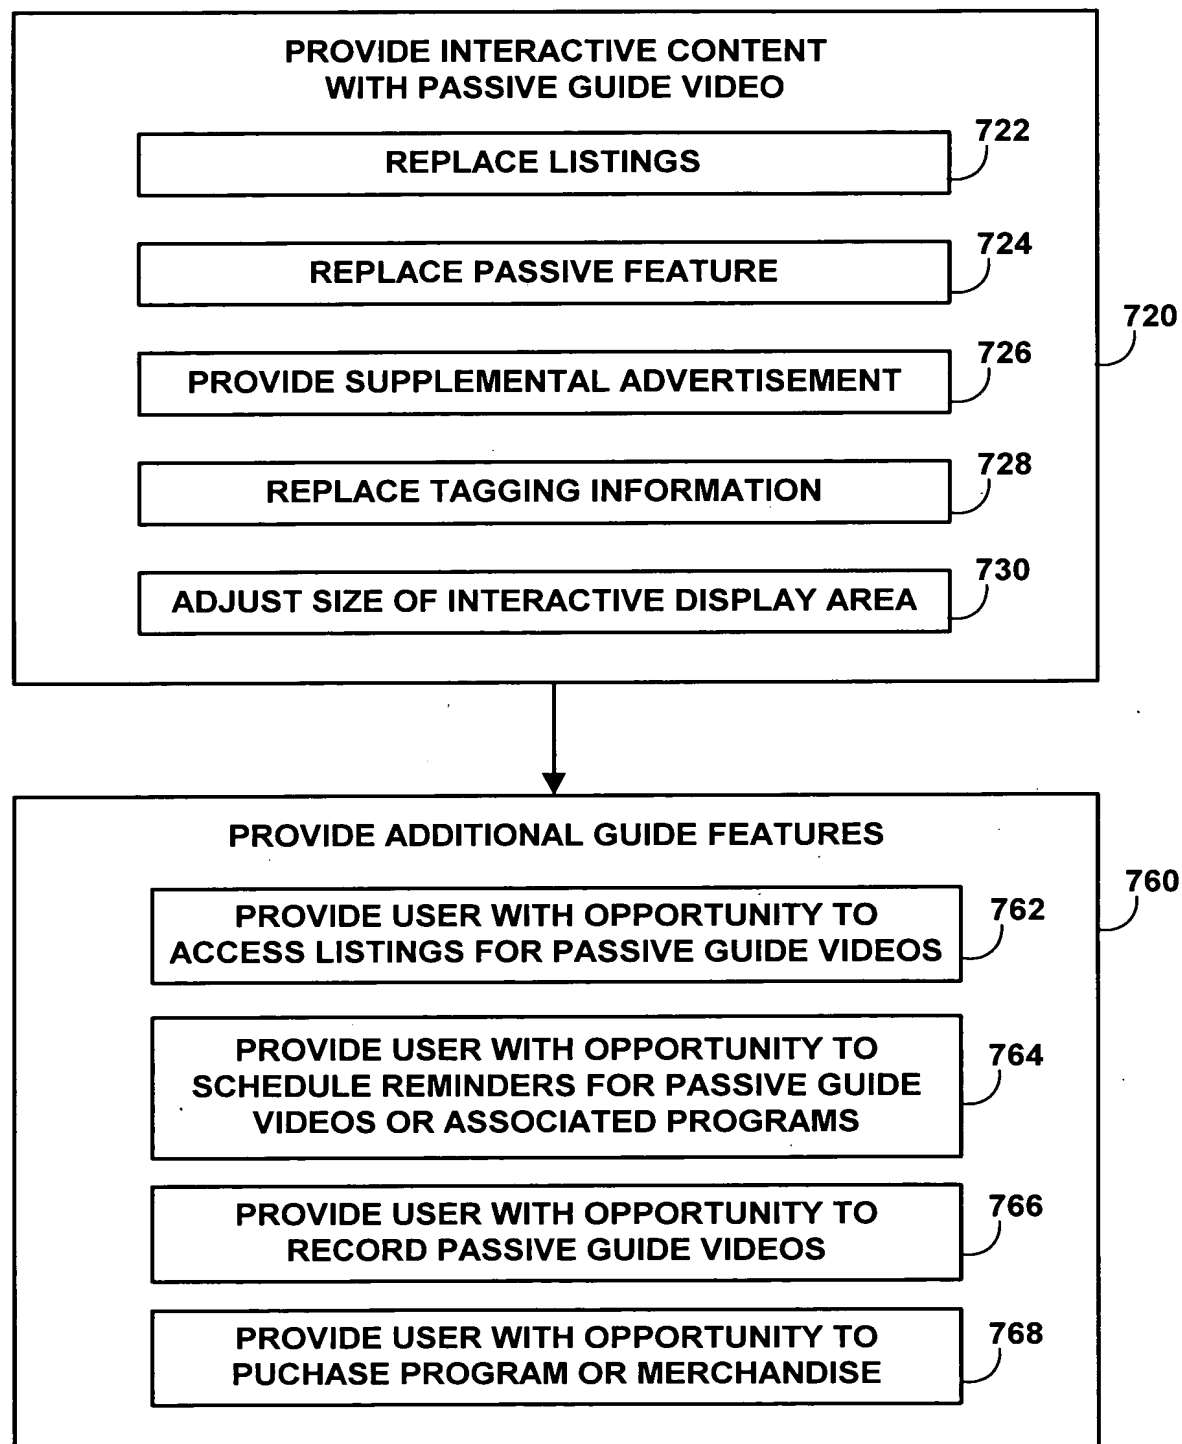 PROVIDE INTERACTIVE CONTENT
WITH PASSIVE GUIDE VIDEO
722
REPLACE LISTINGS
724
REPLACE PASSIVE FEATURE
720
726
PROVIDE SUPPLEMENTAL ADVERTISEMENT
728
REPLACE TAGGING INFORMATION
730
ADJUST SIZE OF INTERACTIVE DISPLAY AREA
PROVIDE ADDITIONAL GUIDE FEATURES
760
762
PROVIDE USER WITH OPPORTUNITY TO
ACCESS LISTINGS FOR PASSIVE GUIDE VIDEOS
764
PROVIDE USER WITH OPPORTUNITY TO
SCHEDULE REMINDERS FOR PASSIVE GUIDE
VIDEOS OR ASSOCIATED PROGRAMS
766
PROVIDE USER WITH OPPORTUNITY TO
RECORD PASSIVE GUIDE VIDEOS
768
PROVIDE USER WITH OPPORTUNITY TO
PUCHASE PROGRAM OR MERCHANDISE